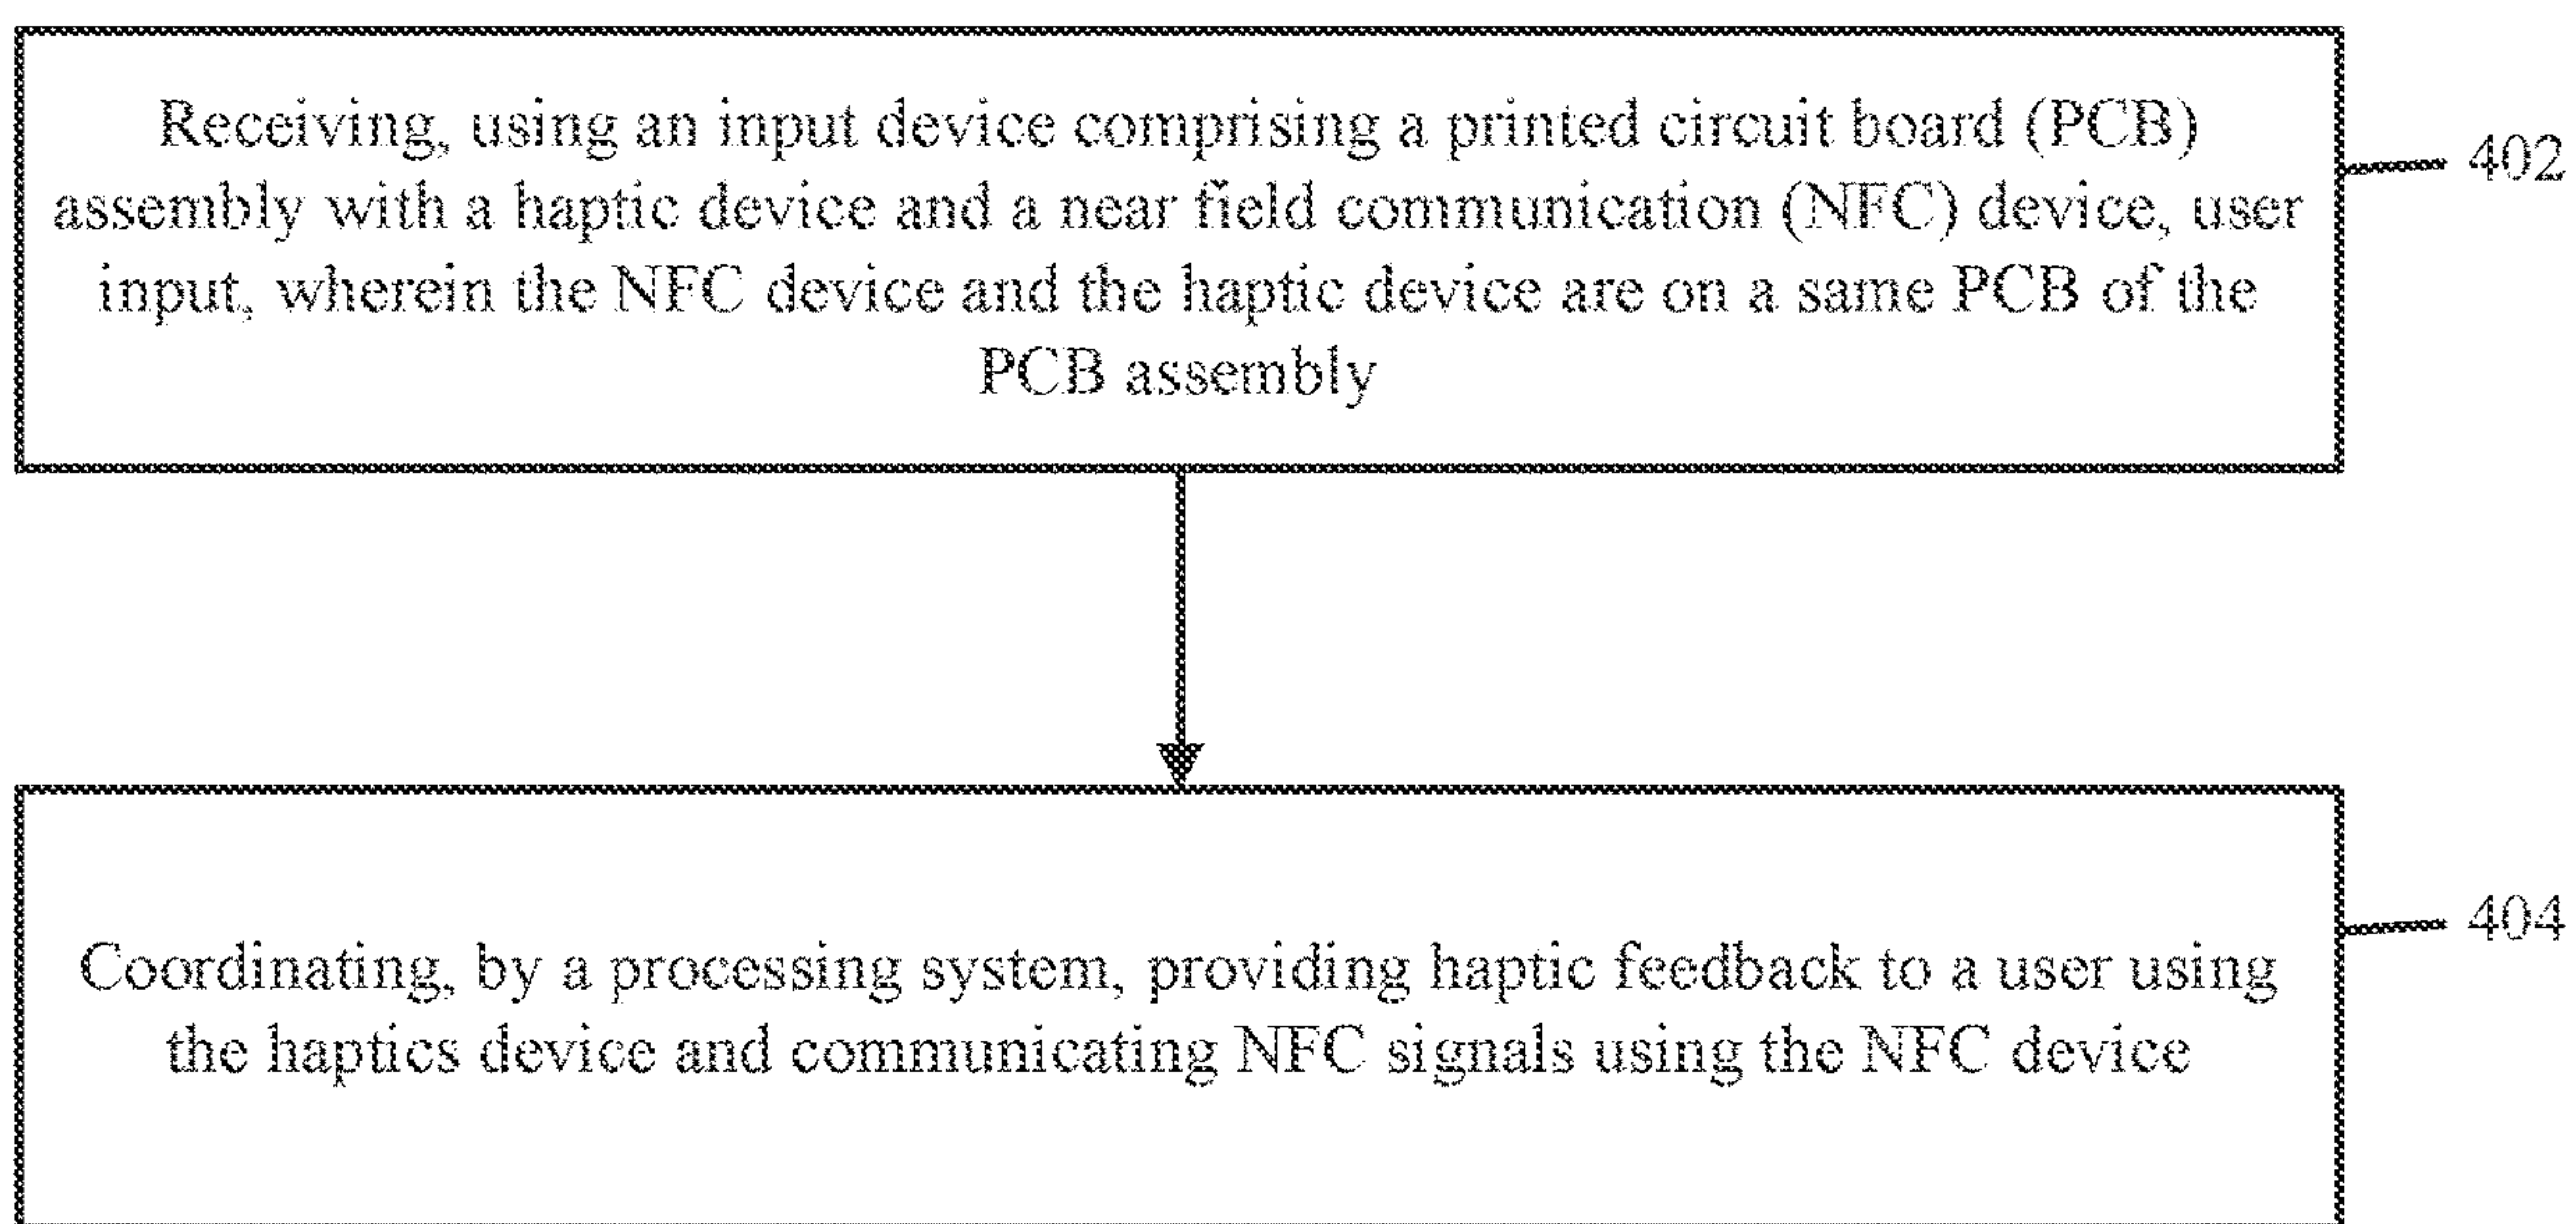 Receiving, using an input device comprising a printed circuit board (PCB)
assembly with a haptic device and a near field communication (NFC) device, user
input, wherein the NFC device and the haptic device are on a same PCB of the
PCB assembly
402
Coordinating, by a processing system, providing haptic feedback to a user using
the haptics device and communicating NFC signals using the NFC device
404